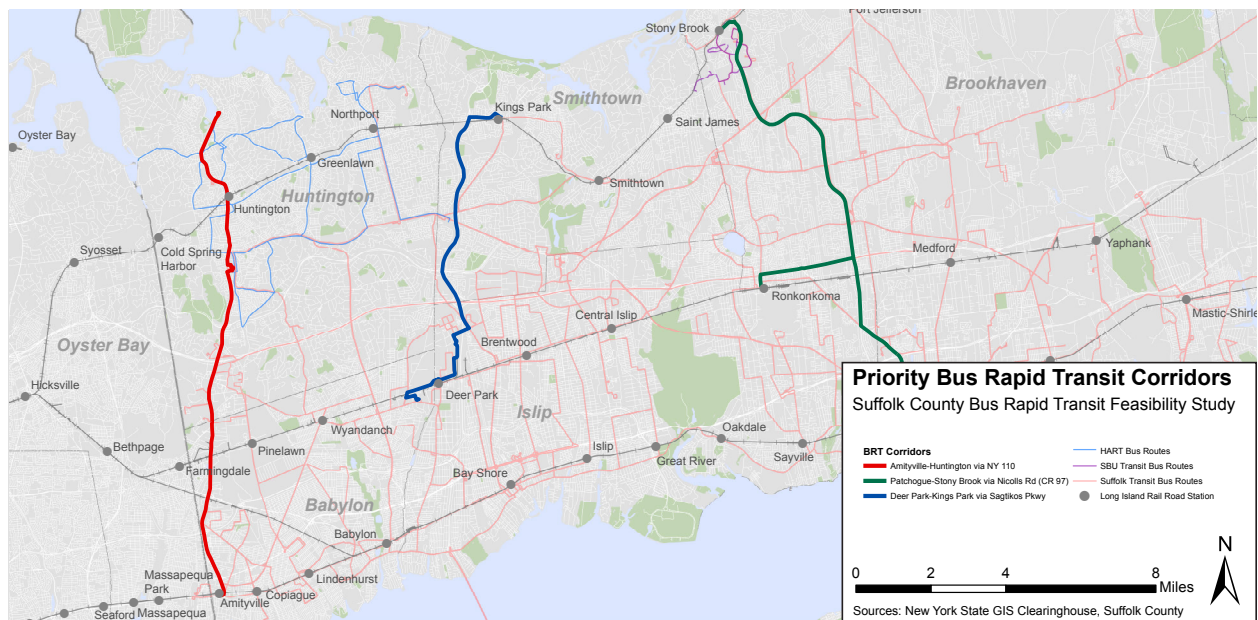 Port Jefferson
Stony Brook
Brookhaven
Smithtown
Kings Park
Northport
Saint James
Oyster Bay
Greenlawn
Smithtown
Huntington
Huntington
Syosset
Cold Spring
Harbor
Medford
Yaphank
Ronkonkoma
Mastic-Shirle
Central Islip
Oyster Bay
Brentwood
Hicksville
Deer Park
Islip
Wyandanch
Bethpage
Pinelawn
Farmingdale
Islip
Oakdale
Great River
Sayville
Bay Shore
Babylon
Babylon
Massapequa
Park
Lindenhurst
Copiague
Amityville
Seaford
Massapequa
Priority Bus Rapid Transit Corridors
Suffolk County Bus Rapid Transit Feasibility Study
BRT Corridors
Amityville-Huntington via NY 110
Patchogue-Stony Brook via Nicolls Rd (CR 97)
Deer Park-Kings Park via Sagtikos Pkwy
HART Bus Routes
SBU Transit Bus Routes
Suffolk Transit Bus Routes
Long Island Rail Road Station
N
0 2 4 8
Miles
Sources: New York State GIS Clearinghouse, Suffolk County